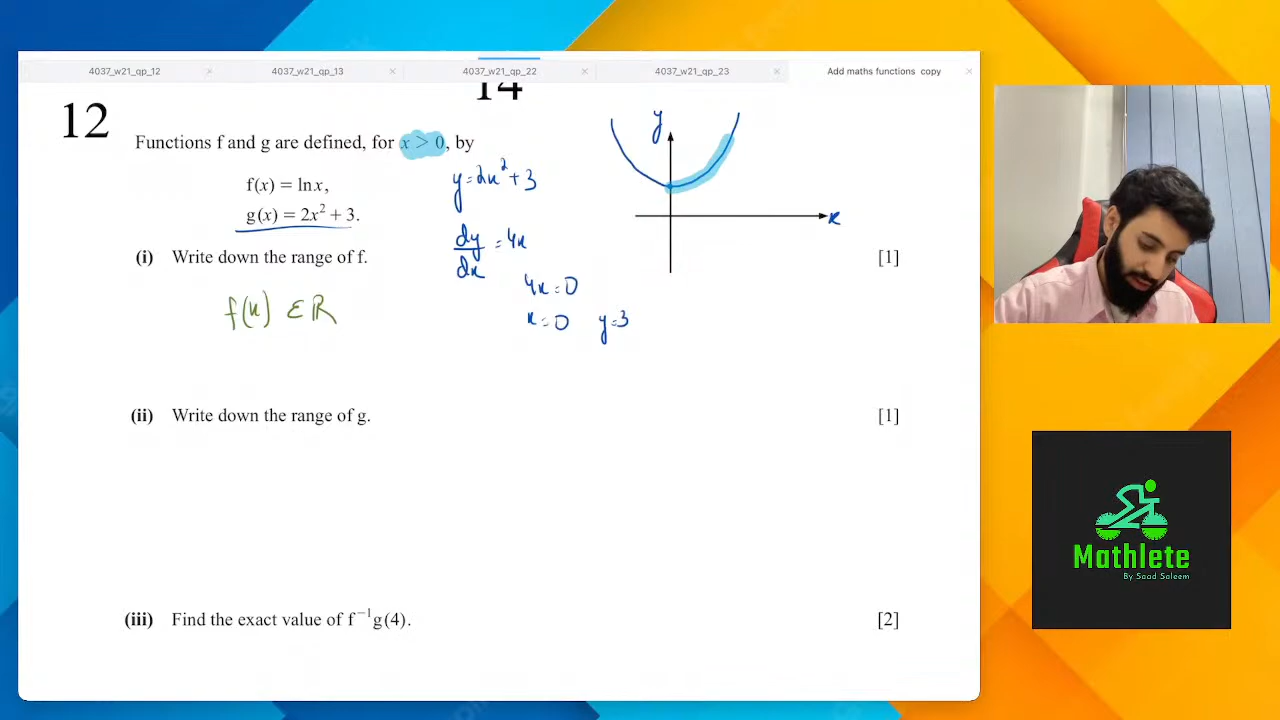 4037_w21_qp_12 × 4037_w21_qp_13 × 4037_w21_qp_22 × 4037_w21_qp_23 × Add maths functions copy ×
14
12
Functions f and g are defined, for x > 0, by
f(x) = ln x,
g(x) = 2x² + 3.
y=2x²+3
y
x
dy/dx = 4x
(i) Write down the range of f. [1]
4x=0
f(x) ∈ R
x=0 y=3
(ii) Write down the range of g. [1]
(iii) Find the exact value of f⁻¹g(4). [2]
Mathlete
By Saad Saleem